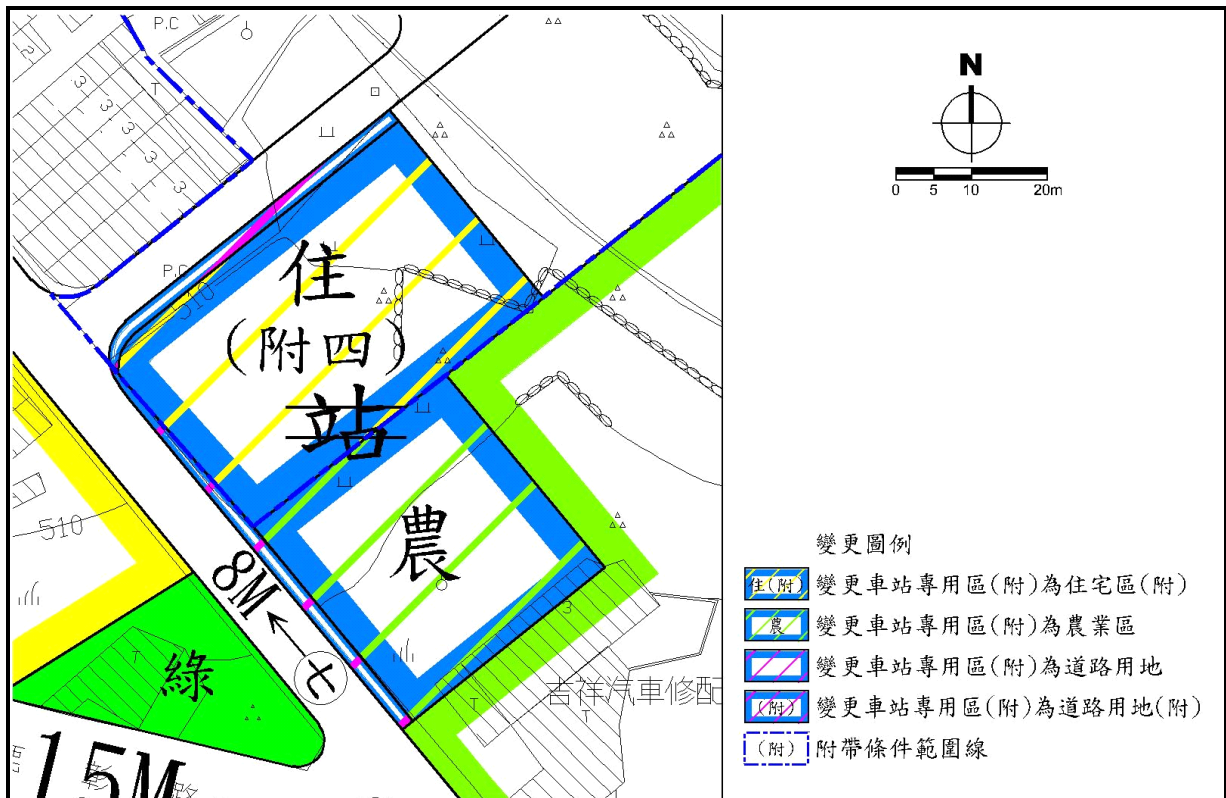 P.C
T
3
3
3
3
3
2
P.C
510
住
(附四)
站
農
510
8M
七
綠
T
15M
路
3
T
T
吉祥汽車修配
N
0 5 10 20m
變更圖例
住(附) 變更車站專用區(附)為住宅區(附)
農 變更車站專用區(附)為農業區
變更車站專用區(附)為道路用地
(附) 變更車站專用區(附)為道路用地(附)
(附) 附帶條件範圍線